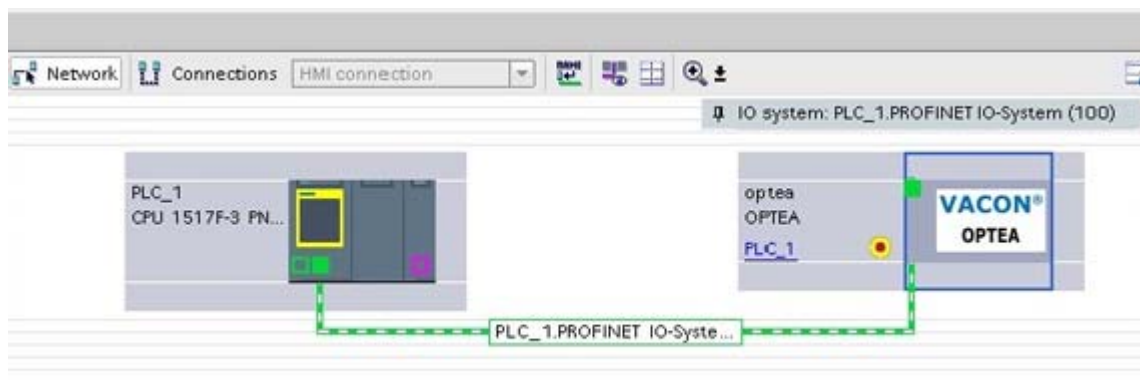 Network Connections HMI connection
IO system: PLC_1.PROFINET IO-System (100)
PLC_1
CPU 1517F-3 PN...
optea
OPTEA
PLC_1
VACON®
OPTEA
PLC_1.PROFINET IO-Syste...